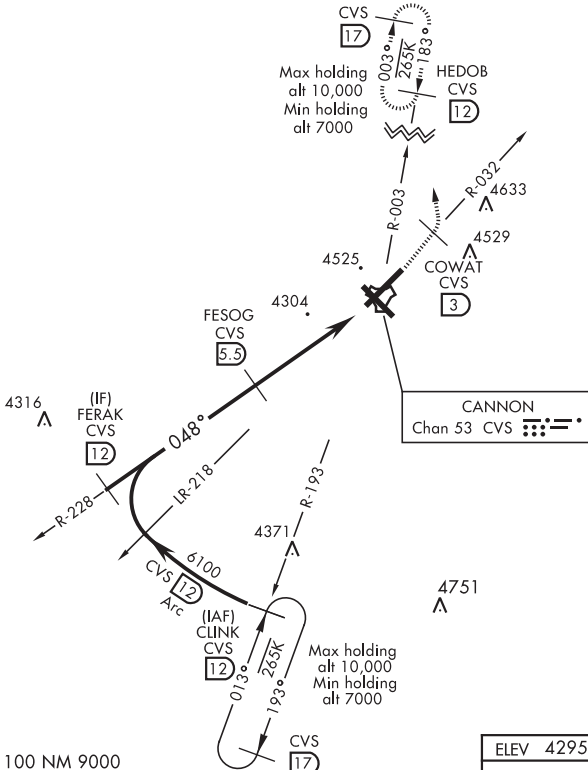 CVS
17
003°
265K
183°
Max holding
alt 10,000
Min holding
alt 7000
HEDOB
CVS
12
R-003
R-032
4633
4529
4525
COWAT
CVS
3
4304
FESOG
CVS
5.5
CANNON
Chan 53 CVS
4316
(IF)
FERAK
CVS
12
048°
R-228
LR-218
R-193
4371
6100
CVS 12
Arc
4751
(IAF)
CLINK
CVS
12
013°
265K
193°
Max holding
alt 10,000
Min holding
alt 7000
CVS
17
100 NM 9000
ELEV 4295